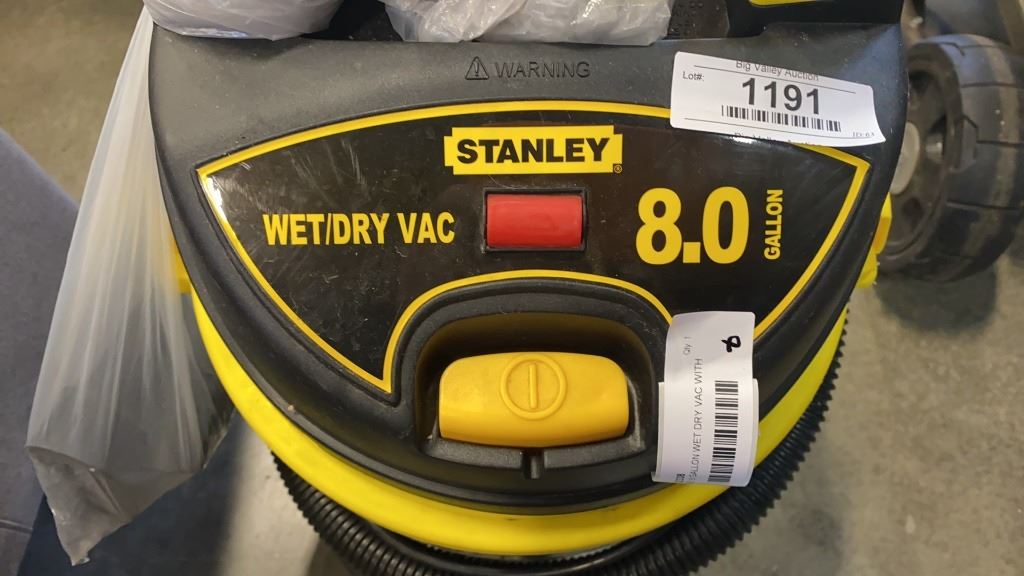 WARNING
Big Valley Auction
Lot#:
1191
STANLEY
WET/DRY VAC
8.0
GALLON
GALLON WET DRY VAC WITH
Qty 1
8